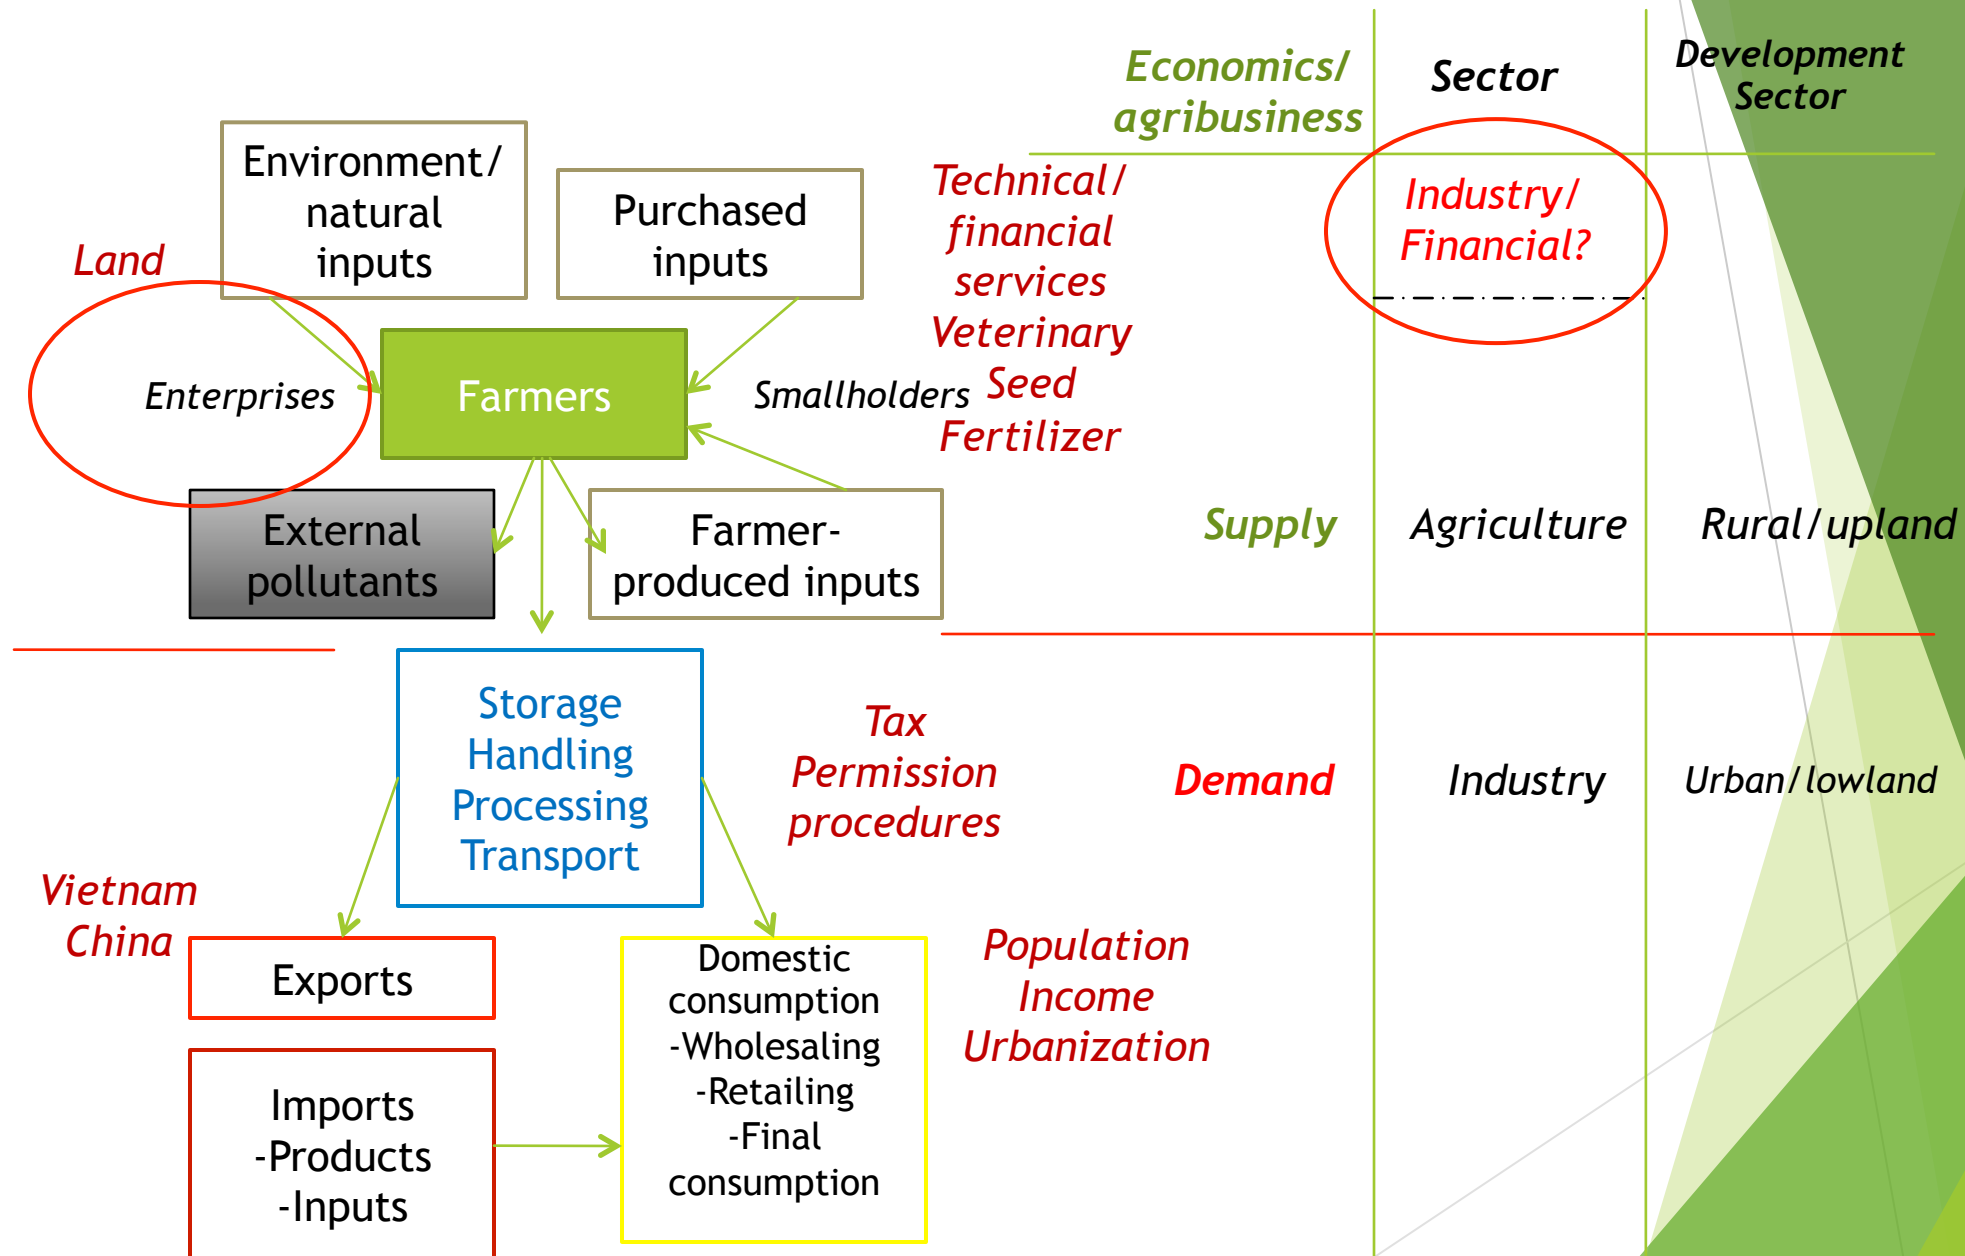 Economics/
agribusiness
Sector
Development
Sector
Environment/
natural
inputs
Purchased
inputs
Land
Technical/
financial
services
Veterinary
Seed
Fertilizer
Industry/
Financial?
Enterprises
Farmers
Smallholders
External
pollutants
Farmer-
produced inputs
Supply
Agriculture
Rural/upland
Storage
Handling
Processing
Transport
Tax
Permission
procedures
Demand
Industry
Urban/lowland
Vietnam
China
Exports
Domestic
consumption
-Wholesaling
-Retailing
-Final
consumption
Population
Income
Urbanization
Imports
-Products
-Inputs